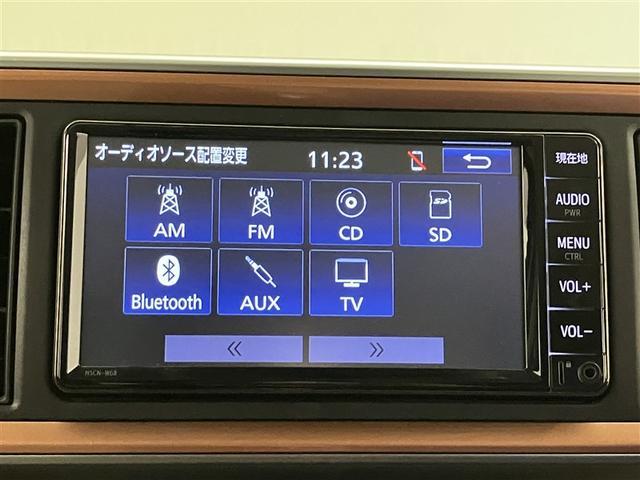 オーディオソース配置変更 11:23
現在地
AUDIO
PWR
MENU
CTRL
VOL+
VOL-
AM FM CD SD
Bluetooth AUX TV
« »
NSCN-W68